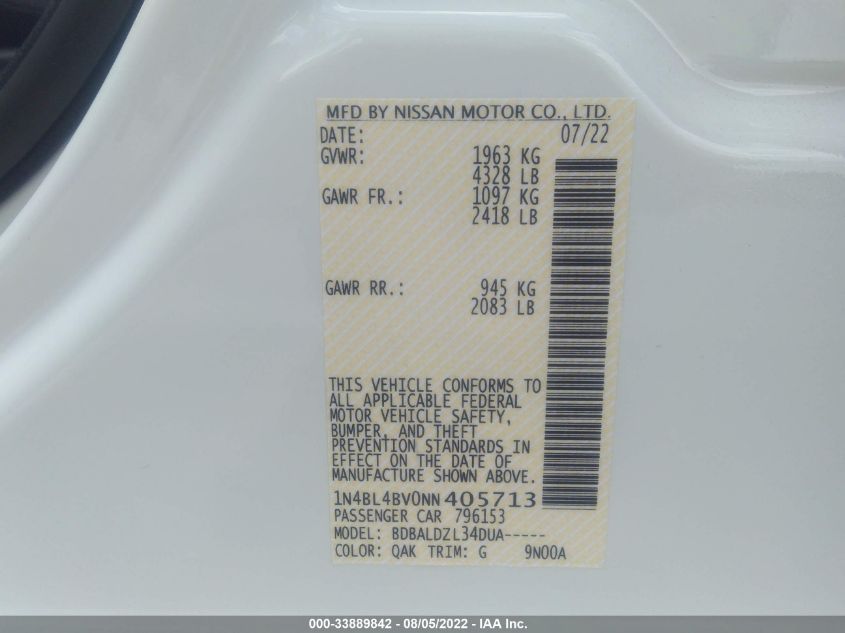 MFD BY NISSAN MOTOR CO., LTD.
DATE: 07/22
GVWR: 1963 KG
4328 LB
GAWR FR.: 1097 KG
2418 LB
GAWR RR.: 945 KG
2083 LB
THIS VEHICLE CONFORMS TO
ALL APPLICABLE FEDERAL
MOTOR VEHICLE SAFETY,
BUMPER, AND THEFT
PREVENTION STANDARDS IN
EFFECT ON THE DATE OF
MANUFACTURE SHOWN ABOVE.
1N4BL4BV0NN405713
PASSENGER CAR 796153
MODEL: BDBALDZL34DUA-----
COLOR: QAK TRIM: G 9N00A
000-33889842 - 08/05/2022 - IAA Inc.